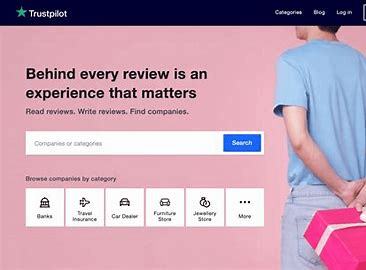 Trustpilot
Categories Blog Log in
Behind every review is an
experience that matters
Read reviews. Write reviews. Find companies.
Companies or categories
Search
Browse companies by category
Banks
Travel
Insurance
Car Dealer
Furniture
Store
Jewellery
Store
More